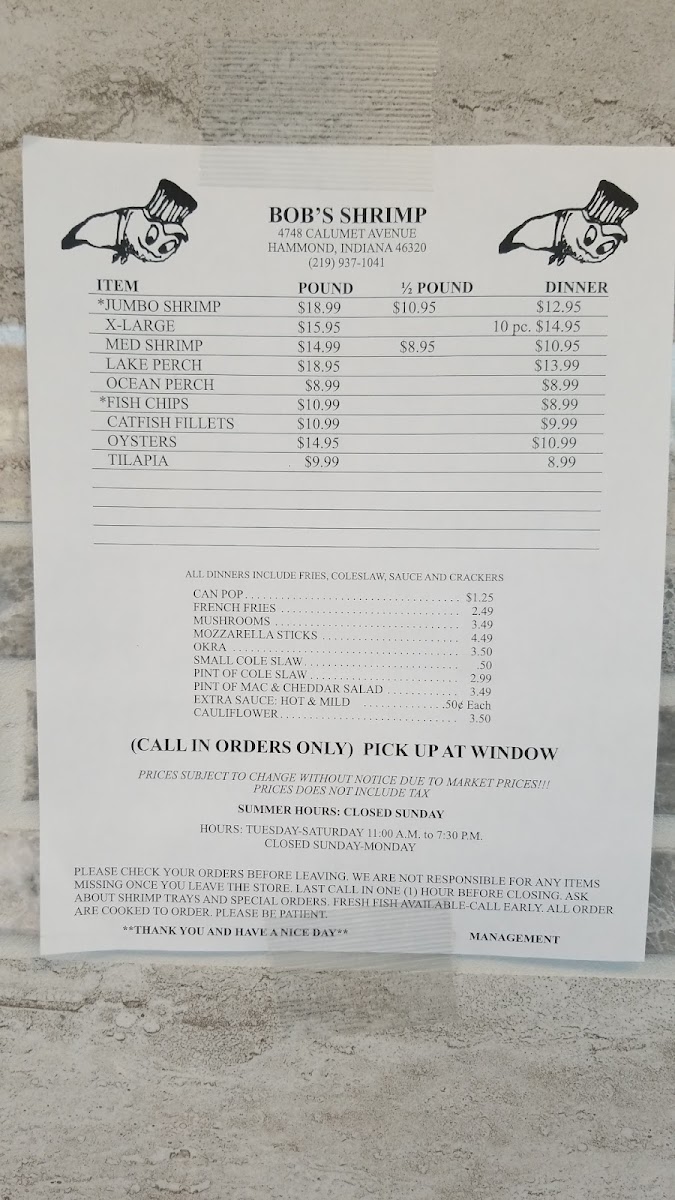 BOB'S SHRIMP
4748 CALUMET AVENUE
HAMMOND, INDIANA 46320
(219) 937-1041
ITEM POUND ½ POUND DINNER
*JUMBO SHRIMP $18.99 $10.95 $12.95
X-LARGE $15.95 10 pc. $14.95
MED SHRIMP $14.99 $8.95 $10.95
LAKE PERCH $18.95 $13.99
OCEAN PERCH $8.99 $8.99
*FISH CHIPS $10.99 $8.99
CATFISH FILLETS $10.99 $9.99
OYSTERS $14.95 $10.99
TILAPIA $9.99 8.99
ALL DINNERS INCLUDE FRIES, COLESLAW, SAUCE AND CRACKERS
CAN POP $1.25
FRENCH FRIES 2.49
MUSHROOMS 3.49
MOZZARELLA STICKS 4.49
OKRA 3.50
SMALL COLE SLAW .50
PINT OF COLE SLAW 2.99
PINT OF MAC & CHEDDAR SALAD 3.49
EXTRA SAUCE: HOT & MILD .50¢ Each
CAULIFLOWER 3.50
(CALL IN ORDERS ONLY) PICK UP AT WINDOW
PRICES SUBJECT TO CHANGE WITHOUT NOTICE DUE TO MARKET PRICES!!!
PRICES DOES NOT INCLUDE TAX
SUMMER HOURS: CLOSED SUNDAY
HOURS: TUESDAY-SATURDAY 11:00 A.M. to 7:30 P.M.
CLOSED SUNDAY-MONDAY
PLEASE CHECK YOUR ORDERS BEFORE LEAVING. WE ARE NOT RESPONSIBLE FOR ANY ITEMS
MISSING ONCE YOU LEAVE THE STORE. LAST CALL IN ONE (1) HOUR BEFORE CLOSING. ASK
ABOUT SHRIMP TRAYS AND SPECIAL ORDERS. FRESH FISH AVAILABLE-CALL EARLY. ALL ORDER
ARE COOKED TO ORDER. PLEASE BE PATIENT.
**THANK YOU AND HAVE A NICE DAY** MANAGEMENT